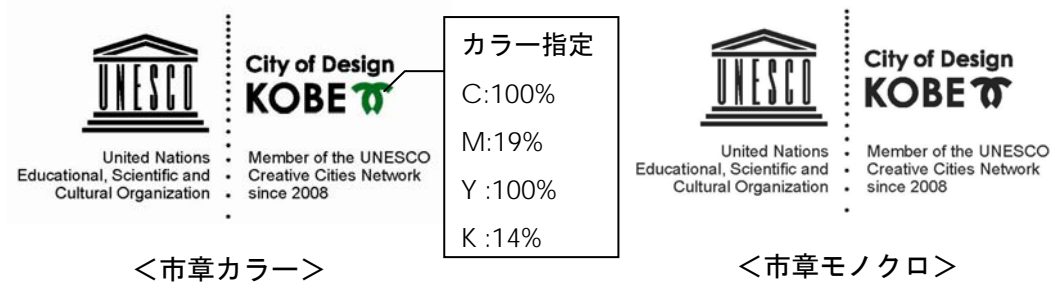 UNESCO
City of Design
KOBE
United Nations
Educational, Scientific and
Cultural Organization
Member of the UNESCO
Creative Cities Network
since 2008
<市章カラー>
カラー指定
C:100%
M:19%
Y :100%
K :14%
UNESCO
City of Design
KOBE
United Nations
Educational, Scientific and
Cultural Organization
Member of the UNESCO
Creative Cities Network
since 2008
<市章モノクロ>